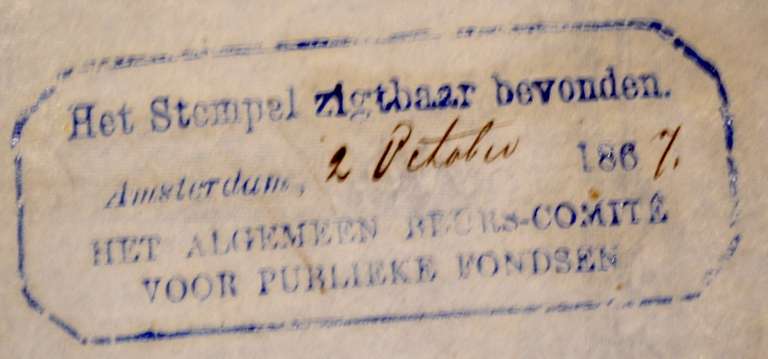 Het Stempel zigtbaar bevonden.
Amsterdam, 2 October 1867.
HET ALGEMEEN BEURS-COMITÉ
VOOR PUBLIEKE FONDSEN